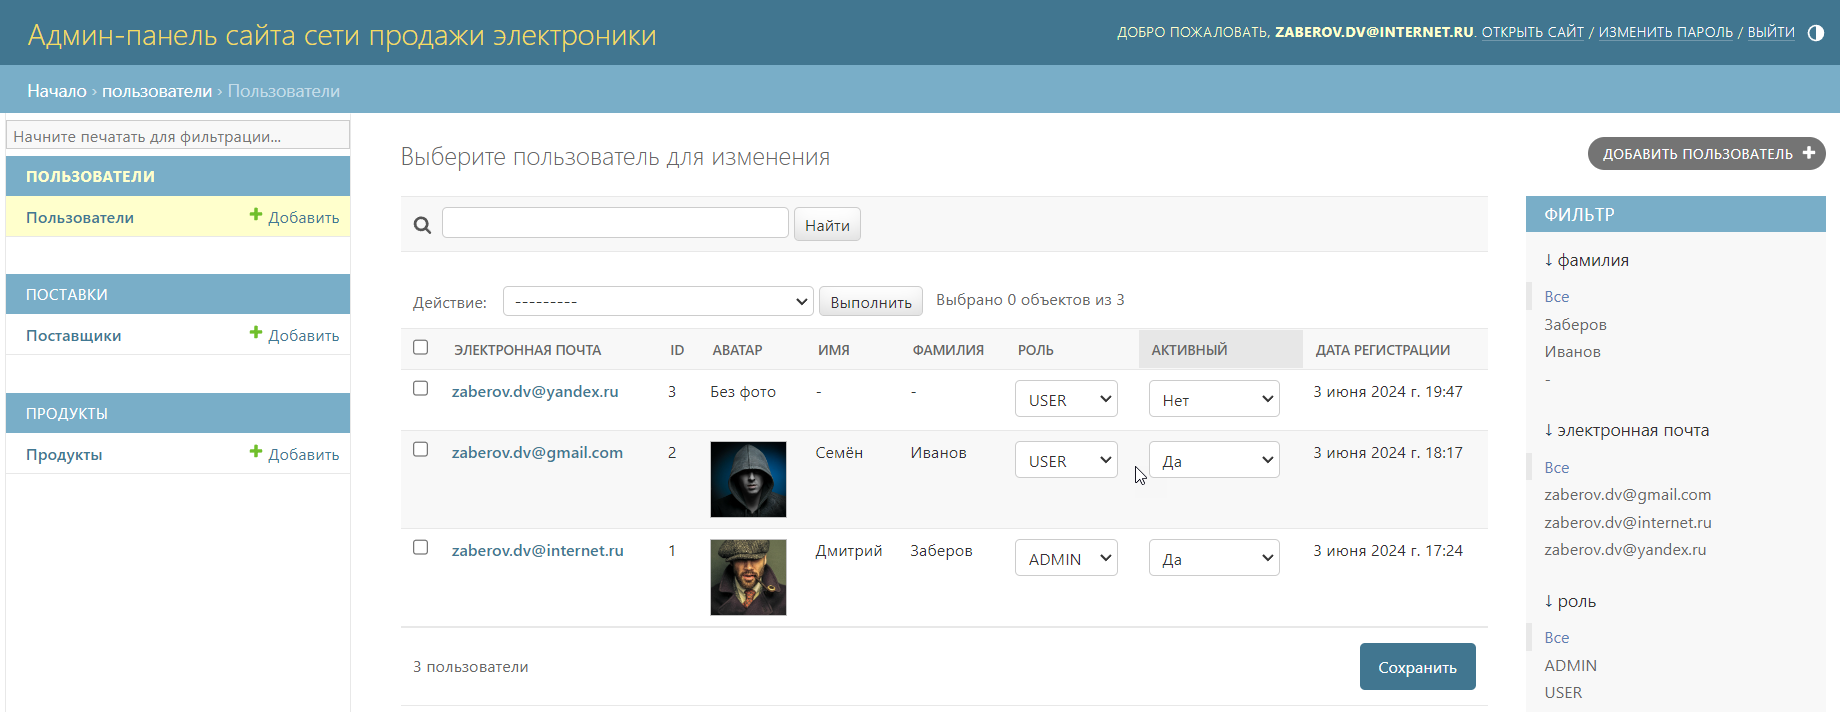 Админ-панель сайта сети продажи электроники
ДОБРО ПОЖАЛОВАТЬ, ZABEROV.DV@INTERNET.RU. ОТКРЫТЬ САЙТ / ИЗМЕНИТЬ ПАРОЛЬ / ВЫЙТИ
Начало › пользователи › Пользователи
Начните печатать для фильтрации...
ПОЛЬЗОВАТЕЛИ
Пользователи Добавить
ПОСТАВКИ
Поставщики Добавить
ПРОДУКТЫ
Продукты Добавить
Выберите пользователь для изменения
ДОБАВИТЬ ПОЛЬЗОВАТЕЛЬ +
Найти
Действие: --------- Выполнить Выбрано 0 объектов из 3
ЭЛЕКТРОННАЯ ПОЧТА ID АВАТАР ИМЯ ФАМИЛИЯ РОЛЬ АКТИВНЫЙ ДАТА РЕГИСТРАЦИИ
zaberov.dv@yandex.ru 3 Без фото - - USER Нет 3 июня 2024 г. 19:47
zaberov.dv@gmail.com 2 Семён Иванов USER Да 3 июня 2024 г. 18:17
zaberov.dv@internet.ru 1 Дмитрий Заберов ADMIN Да 3 июня 2024 г. 17:24
3 пользователи
Сохранить
ФИЛЬТР
↓ фамилия
Все
Заберов
Иванов
-
↓ электронная почта
Все
zaberov.dv@gmail.com
zaberov.dv@internet.ru
zaberov.dv@yandex.ru
↓ роль
Все
ADMIN
USER